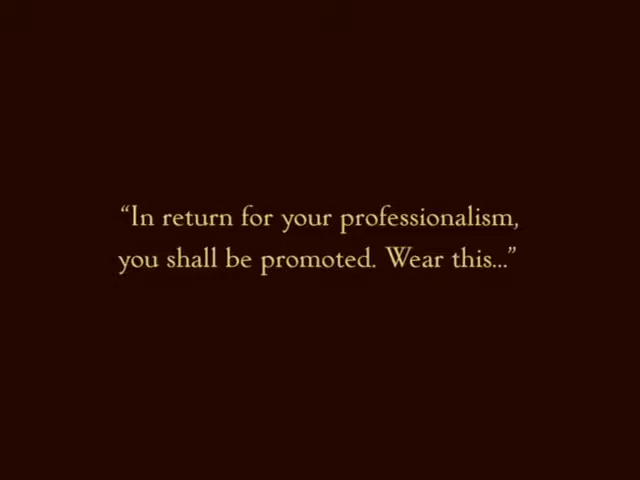 “In return for your professionalism,
you shall be promoted. Wear this...”